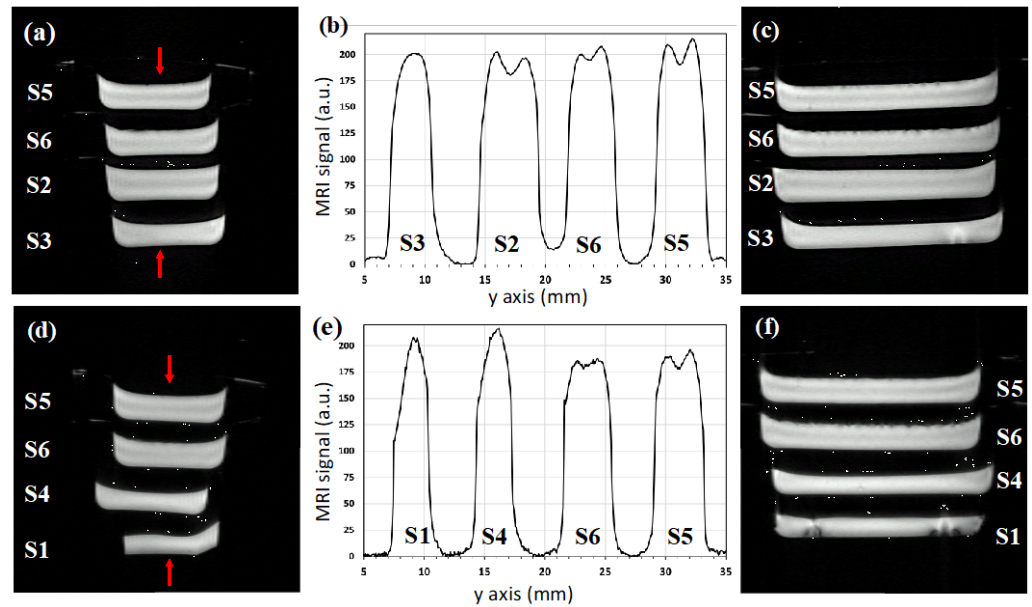 (a)
S5
S6
S2
S3
(b)
MRI signal (a.u.)
200
175
150
125
100
75
50
25
0
S3 S2 S6 S5
5 10 15 20 25 30 35
y axis (mm)
(c)
S5
S6
S2
S3
(d)
S5
S6
S4
S1
(e)
MRI signal (a.u.)
200
175
150
125
100
75
50
25
0
S1 S4 S6 S5
5 10 15 20 25 30 35
y axis (mm)
(f)
S5
S6
S4
S1